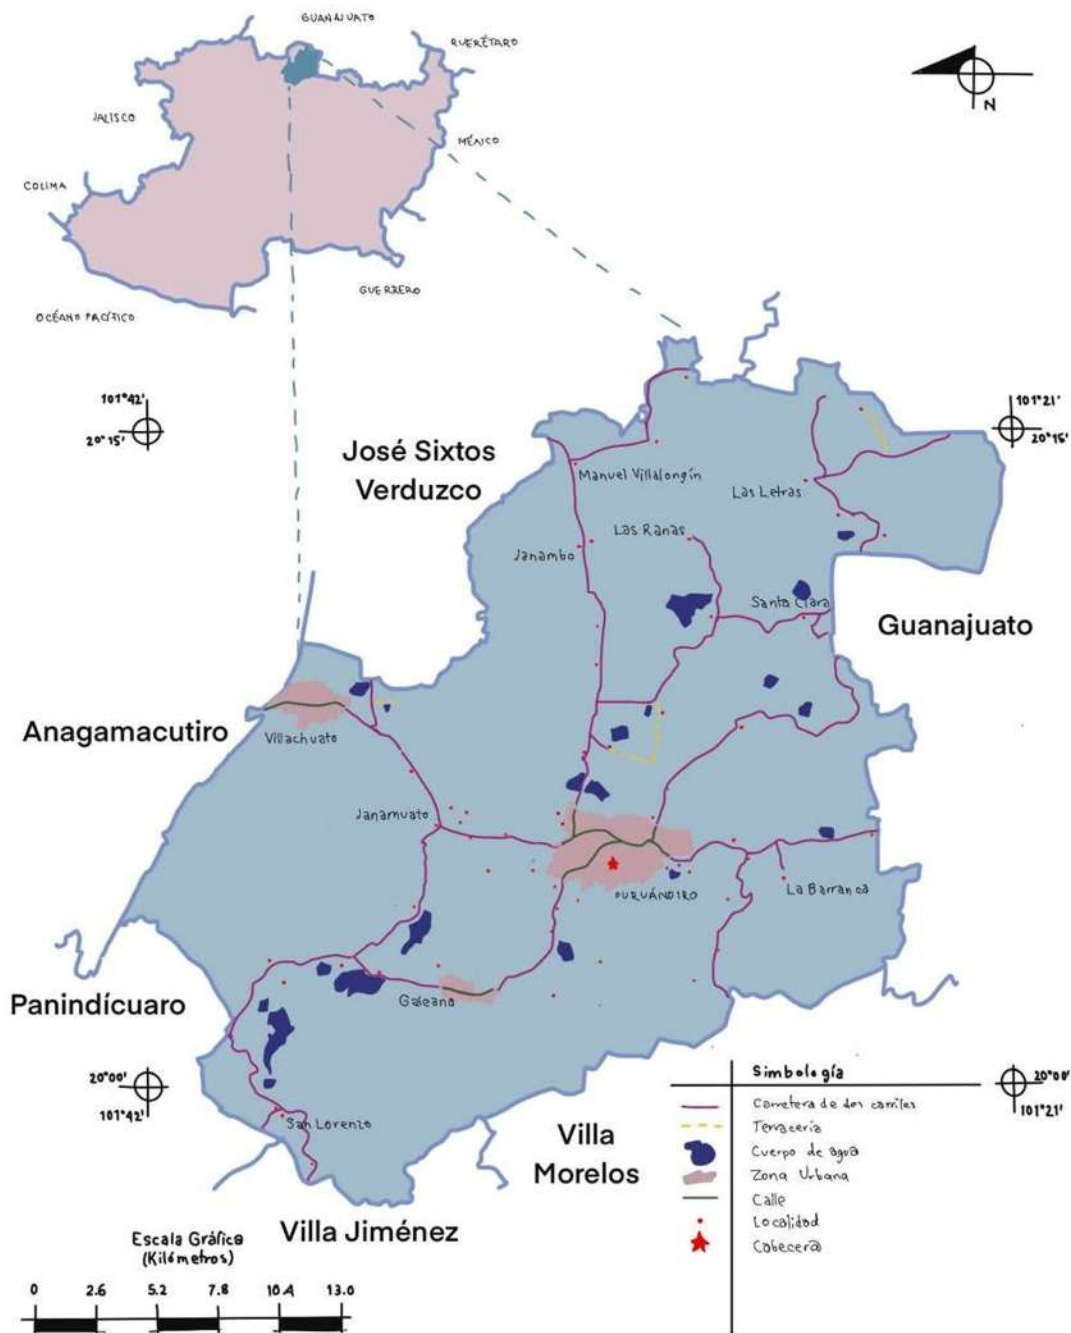 GUANAJUATO
QUERÉTARO
JALISCO
MÉXICO
COLIMA
GUERRERO
OCÉANO PACÍFICO
N
101°42'
20°15'
101°21'
20°15'
José Sixtos
Verduzco
Manuel Villalongín
Las Letras
Las Ranas
Janambo
Santa Clara
Guanajuato
Anagamacutiro
Villachuato
Janamuato
PURUÁNDIRO
La Barranca
Panindícuaro
Galeana
20°00'
101°42'
San Lorenzo
Villa
Morelos
Villa Jiménez
20°00'
101°21'
Simbología
Carretera de dos carriles
Terracería
Cuerpo de agua
Zona Urbana
Calle
Localidad
Cabecera
Escala Gráfica
(Kilómetros)
0 2.6 5.2 7.8 10.4 13.0